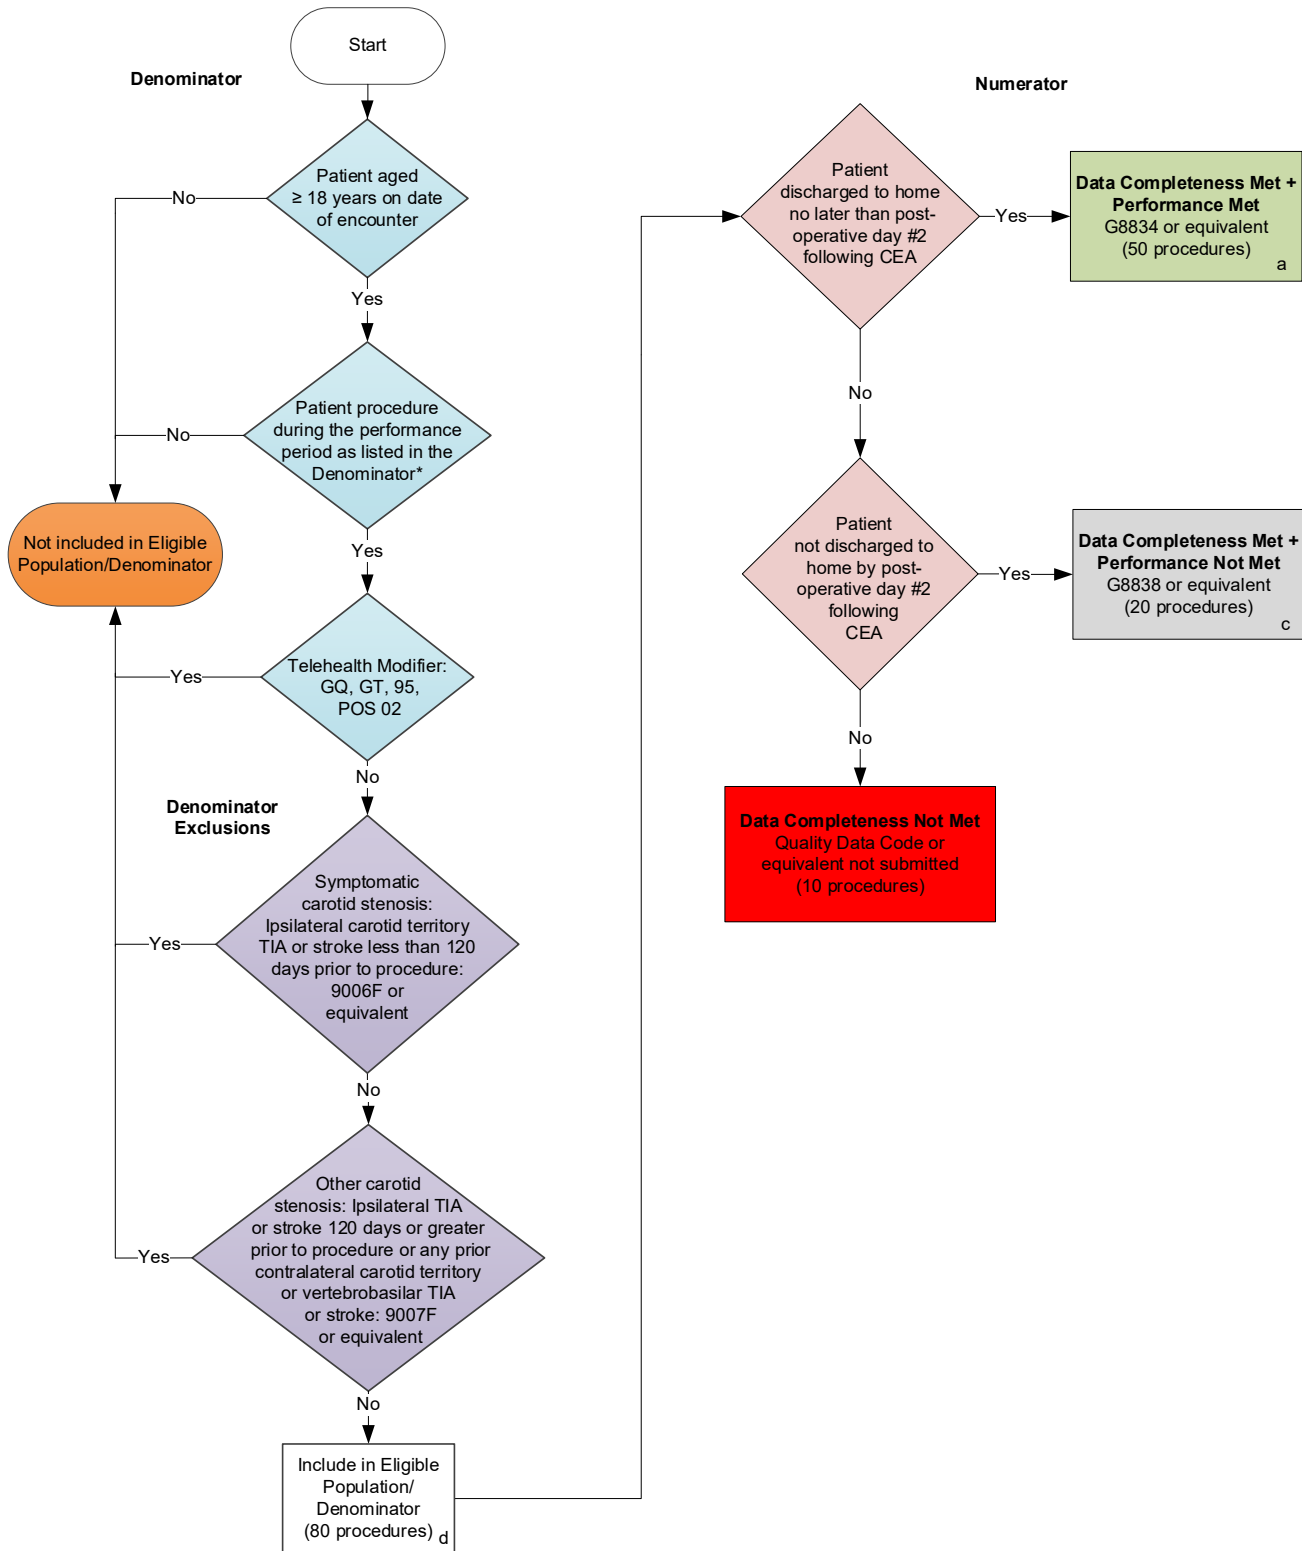 Start
Denominator
Patient aged
≥ 18 years on date
of encounter
No
Yes
Patient procedure
during the performance
period as listed in the
Denominator*
No
Yes
Not included in Eligible
Population/Denominator
Telehealth Modifier:
GQ, GT, 95,
POS 02
Yes
No
Denominator
Exclusions
Symptomatic
carotid stenosis:
Ipsilateral carotid territory
TIA or stroke less than 120
days prior to procedure:
9006F or
equivalent
Yes
No
Other carotid
stenosis: Ipsilateral TIA
or stroke 120 days or greater
prior to procedure or any prior
contralateral carotid territory
or vertebrobasilar TIA
or stroke: 9007F
or equivalent
Yes
No
Include in Eligible
Population/
Denominator
(80 procedures)
d
Numerator
Patient
discharged to home
no later than post-
operative day #2
following CEA
Yes
Data Completeness Met +
Performance Met
G8834 or equivalent
(50 procedures)
a
No
Patient
not discharged to
home by post-
operative day #2
following
CEA
Yes
Data Completeness Met +
Performance Not Met
G8838 or equivalent
(20 procedures)
c
No
Data Completeness Not Met
Quality Data Code or
equivalent not submitted
(10 procedures)